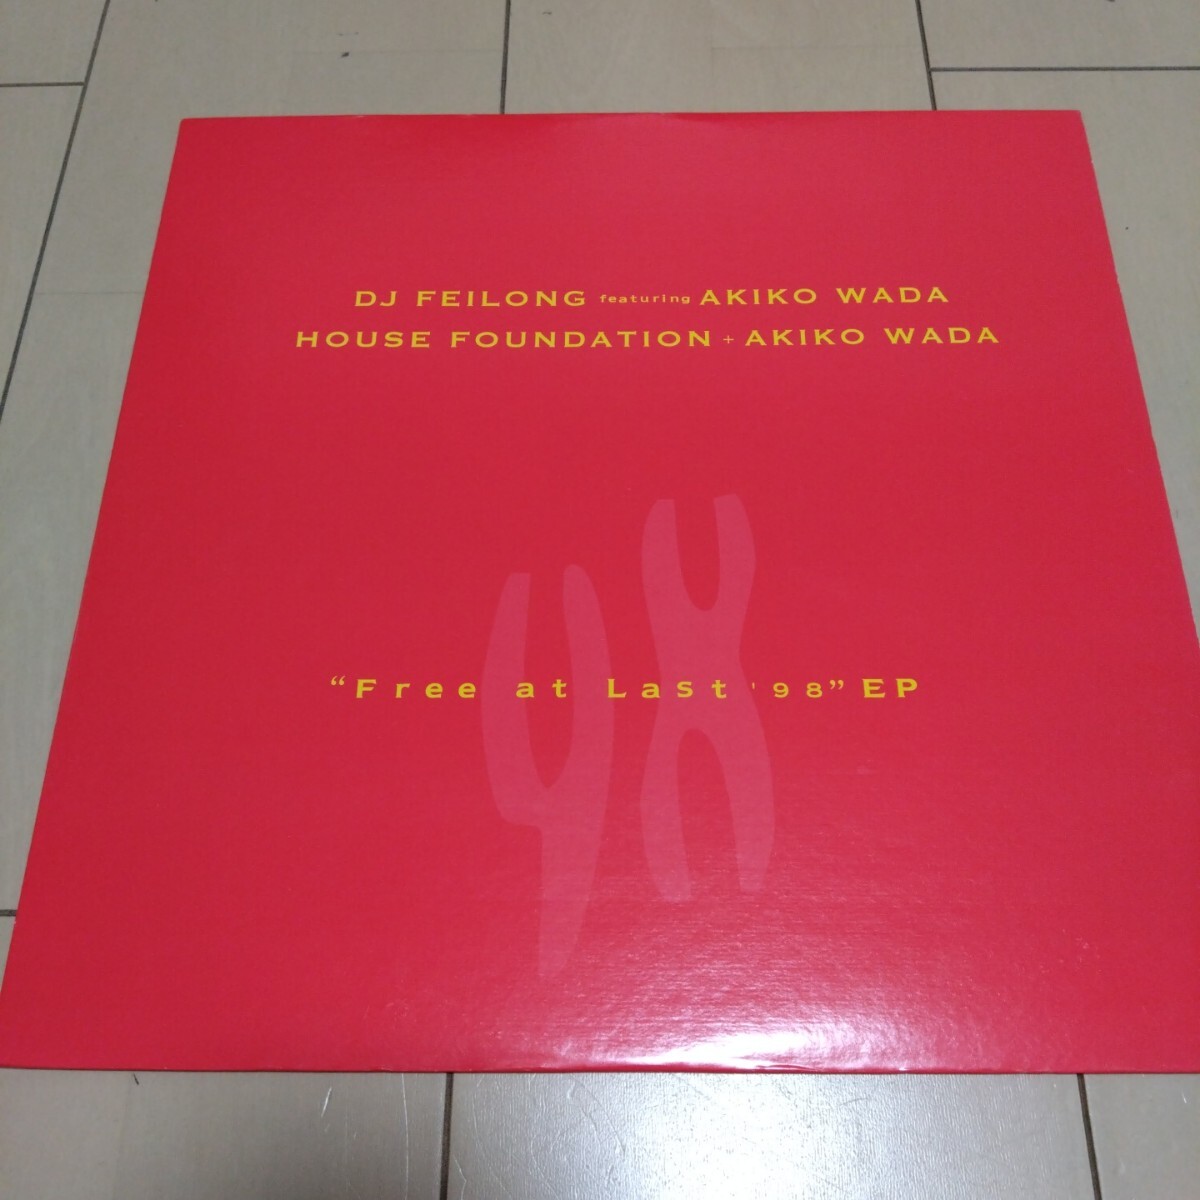 DJ FEILONG featuring AKIKO WADA
HOUSE FOUNDATION + AKIKO WADA
98
“Free at Last '98” EP